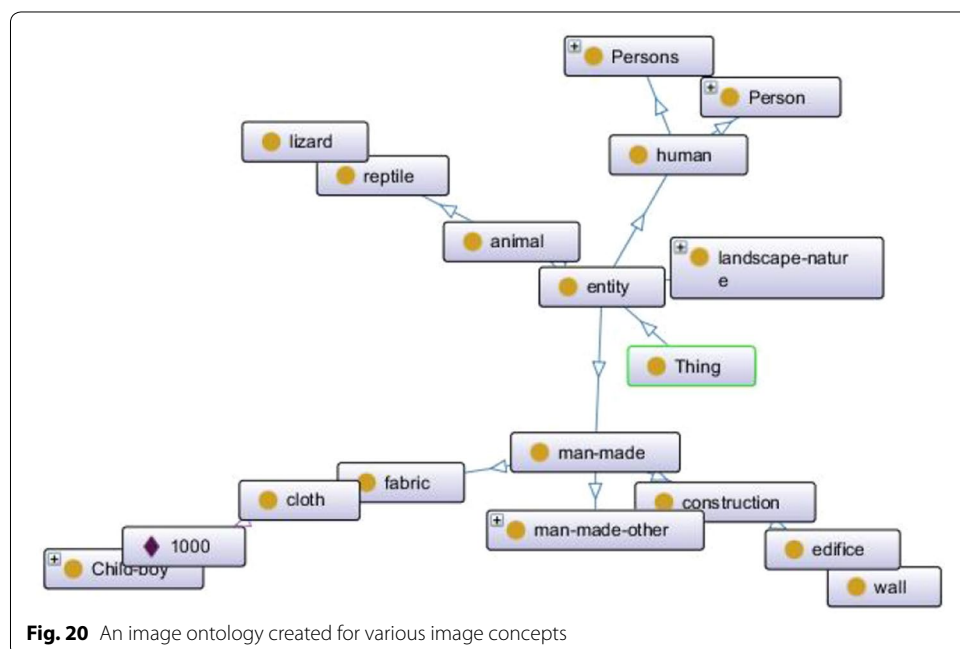 Persons
Person
lizard
human
reptile
animal
landscape-natur
e
entity
Thing
man-made
fabric
cloth
construction
man-made-other
1000
edifice
Child-boy
wall
Fig. 20 An image ontology created for various image concepts